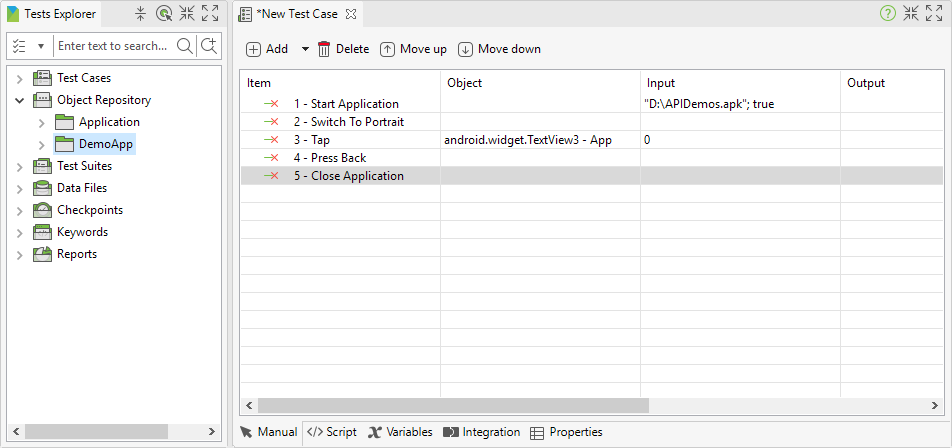 Tests Explorer
Enter text to search...
Test Cases
Object Repository
Application
DemoApp
Test Suites
Data Files
Checkpoints
Keywords
Reports
*New Test Case
Add Delete Move up Move down
Item Object Input Output
1 - Start Application "D:\APIDemos.apk"; true
2 - Switch To Portrait
3 - Tap android.widget.TextView3 - App 0
4 - Press Back
5 - Close Application
Manual </> Script Variables Integration Properties